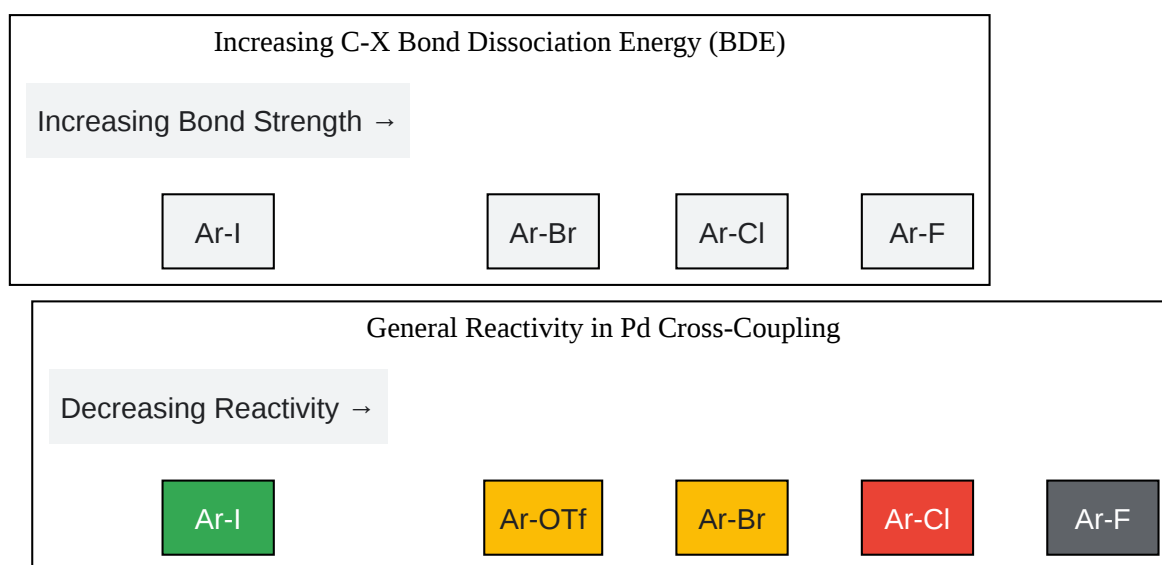 Increasing C-X Bond Dissociation Energy (BDE)
Increasing Bond Strength →
Ar-I Ar-Br Ar-Cl Ar-F
General Reactivity in Pd Cross-Coupling
Decreasing Reactivity →
Ar-I Ar-OTf Ar-Br Ar-Cl Ar-F